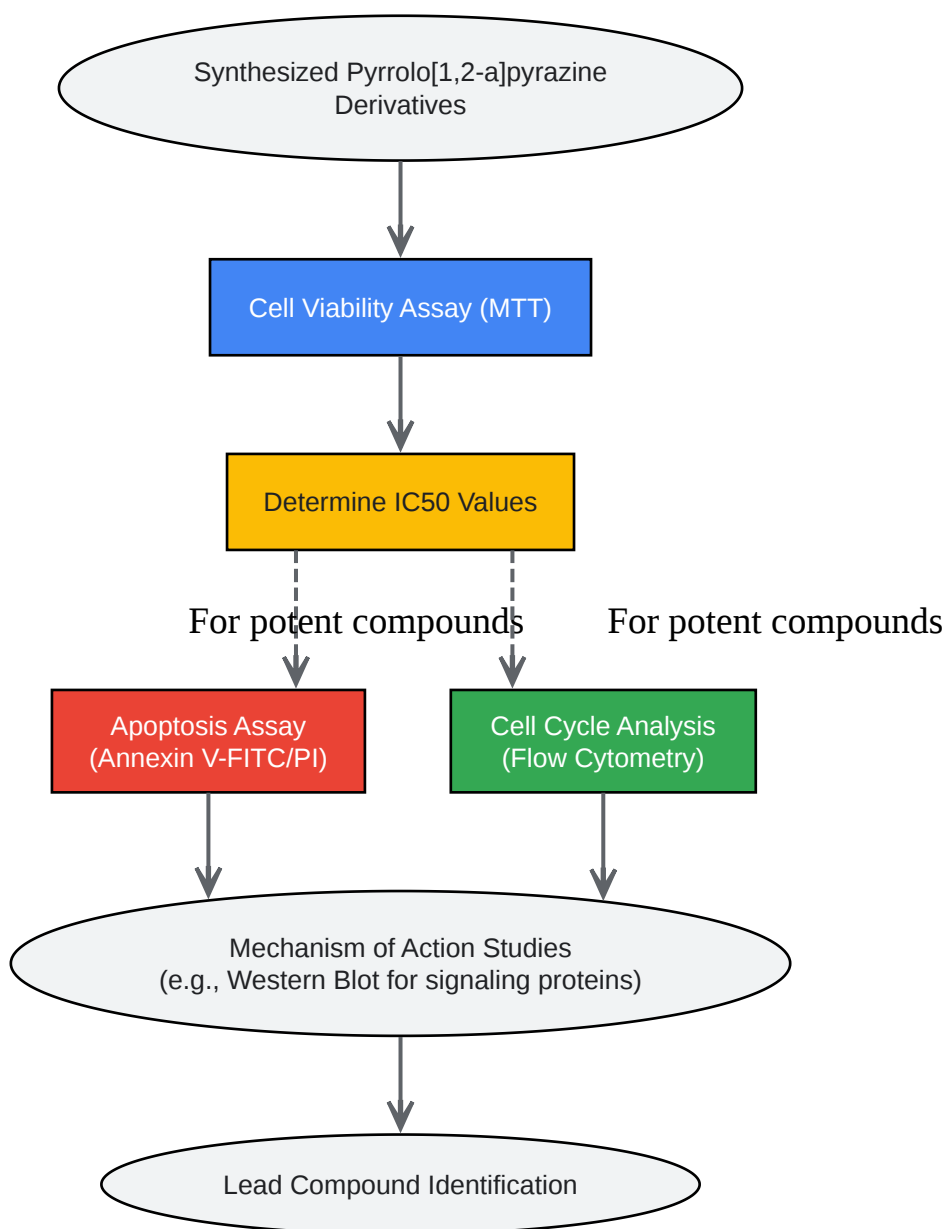 Synthesized Pyrrolo[1,2-a]pyrazine
Derivatives
Cell Viability Assay (MTT)
Determine IC50 Values
For potent compounds
For potent compounds
Apoptosis Assay
(Annexin V-FITC/PI)
Cell Cycle Analysis
(Flow Cytometry)
Mechanism of Action Studies
(e.g., Western Blot for signaling proteins)
Lead Compound Identification